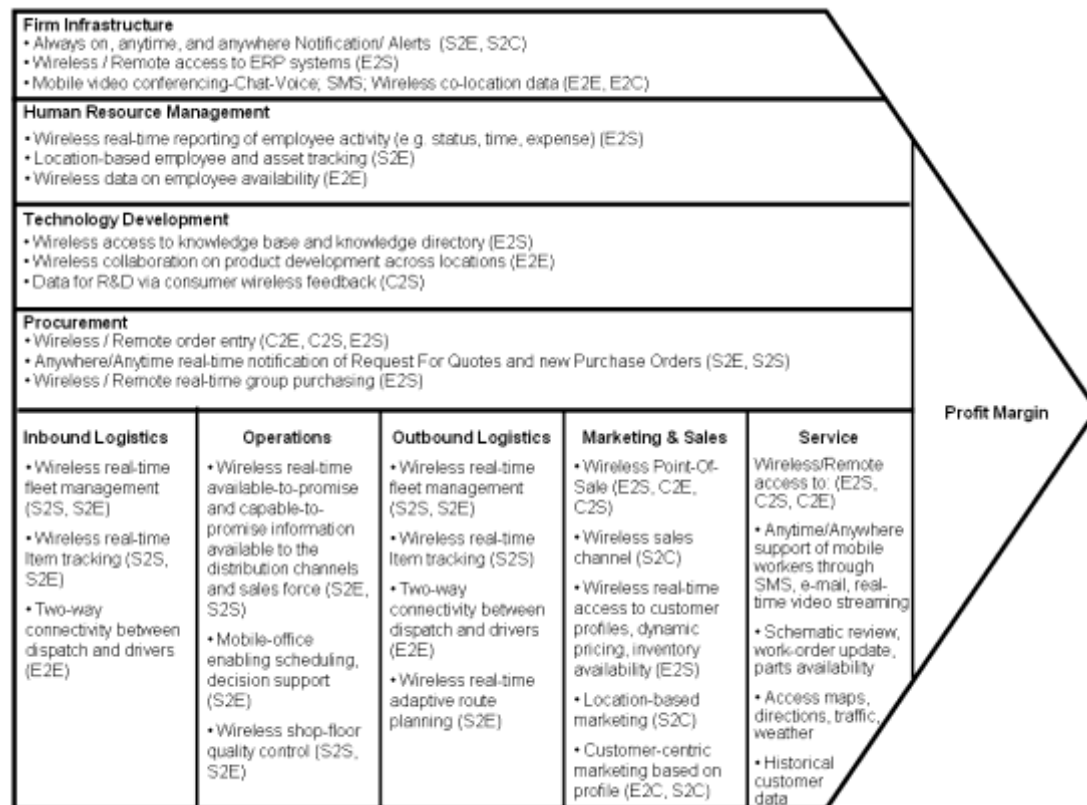 Firm Infrastructure
• Always on, anytime, and anywhere Notification/ Alerts (S2E, S2C)
• Wireless / Remote access to ERP systems (E2S)
• Mobile video conferencing-Chat-Voice; SMS; Wireless co-location data (E2E, E2C)
Human Resource Management
• Wireless real-time reporting of employee activity (e.g. status, time, expense) (E2S)
• Location-based employee and asset tracking (S2E)
• Wireless data on employee availability (E2E)
Technology Development
• Wireless access to knowledge base and knowledge directory (E2S)
• Wireless collaboration on product development across locations (E2E)
• Data for R&D via consumer wireless feedback (C2S)
Procurement
• Wireless / Remote order entry (C2E, C2S, E2S)
• Anywhere/Anytime real-time notification of Request For Quotes and new Purchase Orders (S2E, S2S)
• Wireless / Remote real-time group purchasing (E2S)
Inbound Logistics
• Wireless real-time
fleet management
(S2S, S2E)
• Wireless real-time
Item tracking (S2S,
S2E)
• Two-way
connectivity between
dispatch and drivers
(E2E)
Operations
• Wireless real-time
available-to-promise
and capable-to-
promise information
available to the
distribution channels
and sales force (S2E,
S2S)
• Mobile-office
enabling scheduling,
decision support
(S2E)
• Wireless shop-floor
quality control (S2S,
S2E)
Outbound Logistics
• Wireless real-time
fleet management
(S2S, S2E)
• Wireless real-time
Item tracking (S2S)
• Two-way
connectivity between
dispatch and drivers
(E2E)
• Wireless real-time
adaptive route
planning (S2E)
Marketing & Sales
• Wireless Point-Of-
Sale (E2S, C2E,
C2S)
• Wireless sales
channel (S2C)
• Wireless real-time
access to customer
profiles, dynamic
pricing, inventory
availability (E2S)
• Location-based
marketing (S2C)
• Customer-centric
marketing based on
profile (E2C, S2C)
Service
Wireless/Remote
access to: (E2S,
C2S, C2E)
• Anytime/Anywhere
support of mobile
workers through
SMS, e-mail, real-
time video streaming
• Schematic review,
work-order update,
parts availability
• Access maps,
directions, traffic,
weather
• Historical
customer
data
Profit Margin